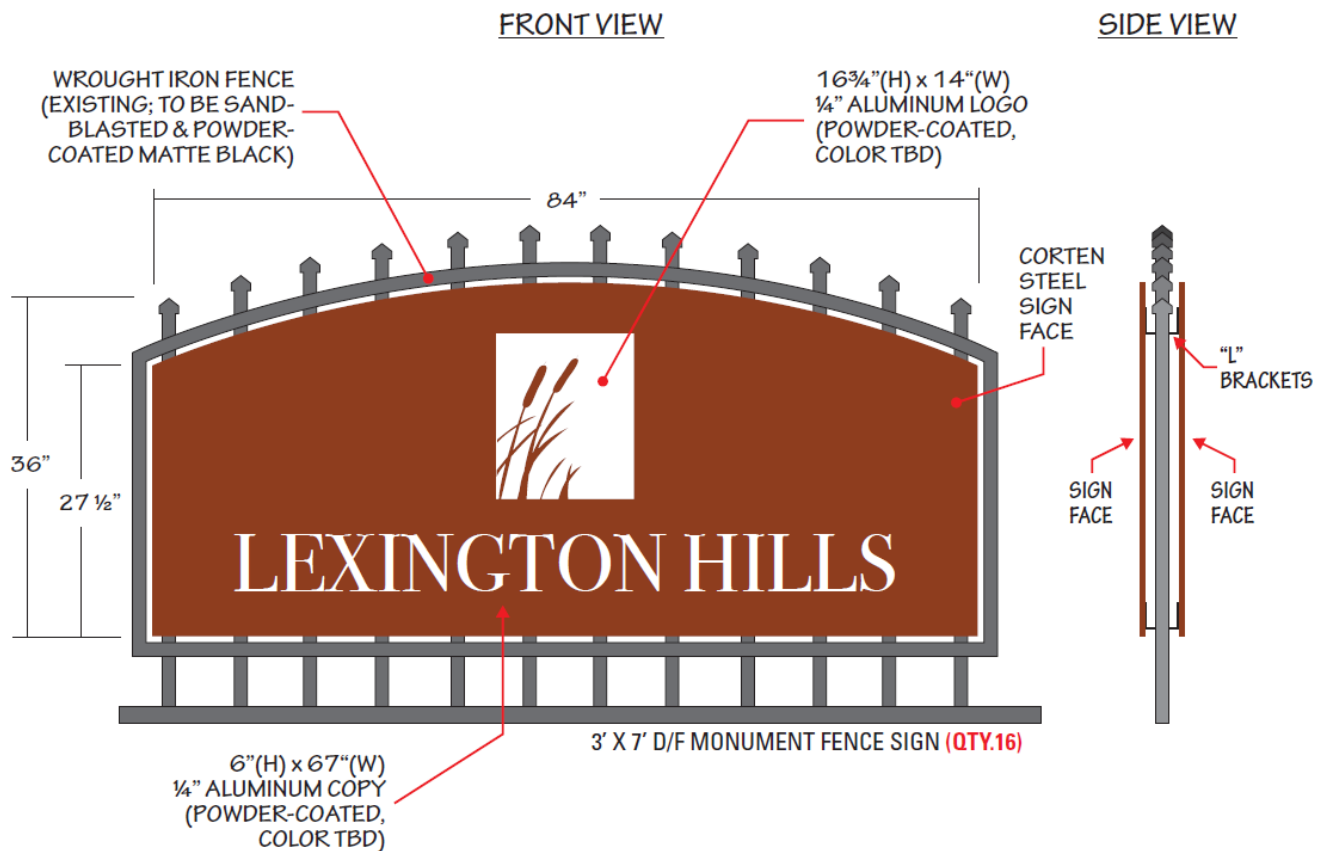 FRONT VIEW
SIDE VIEW
WROUGHT IRON FENCE
(EXISTING; TO BE SAND-
BLASTED & POWDER-
COATED MATTE BLACK)
16¾"(H) x 14"(W)
¼" ALUMINUM LOGO
(POWDER-COATED,
COLOR TBD)
84"
CORTEN
STEEL
SIGN
FACE
"L"
BRACKETS
36"
27 ½"
SIGN
FACE
SIGN
FACE
LEXINGTON HILLS
3' X 7' D/F MONUMENT FENCE SIGN (QTY.16)
6"(H) x 67"(W)
¼" ALUMINUM COPY
(POWDER-COATED,
COLOR TBD)